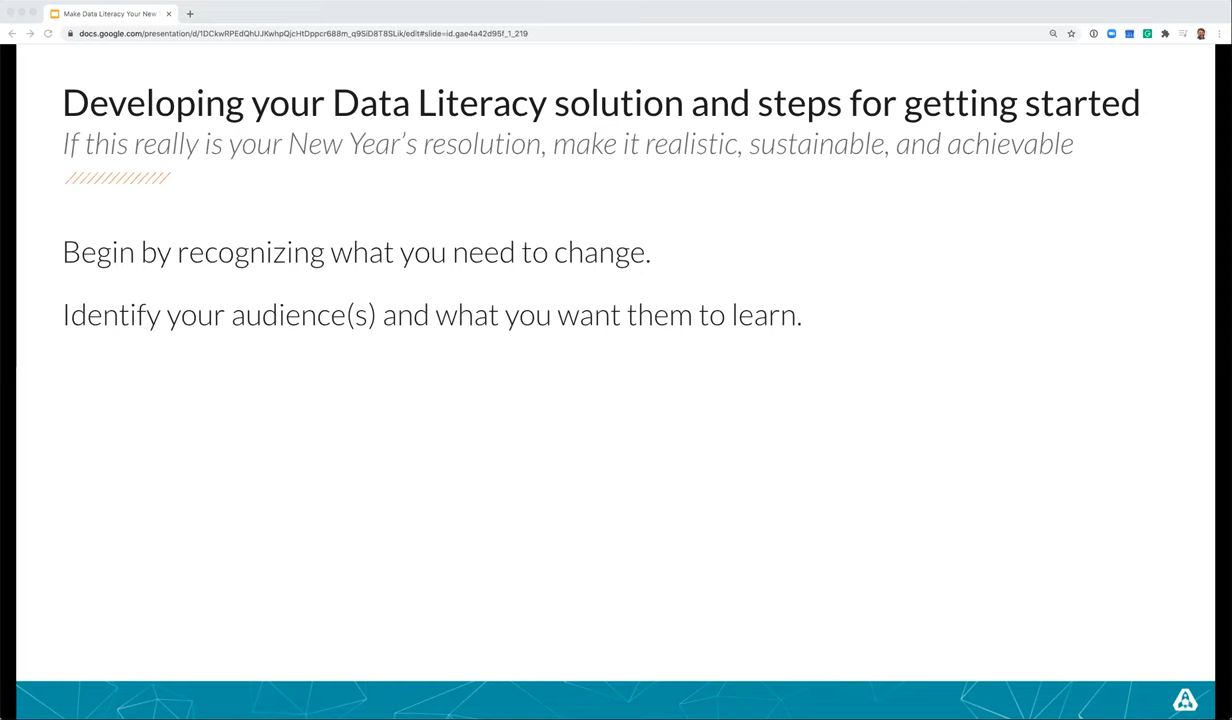 Make Data Literacy Your New
docs.google.com/presentation/d/1DCkwRPEdQhUJKwhpQjcHtDppcr688m_q9SiD8T8SLik/edit#slide=id.gae4a42d95f_1_219
Developing your Data Literacy solution and steps for getting started
If this really is your New Year's resolution, make it realistic, sustainable, and achievable
Begin by recognizing what you need to change.
Identify your audience(s) and what you want them to learn.